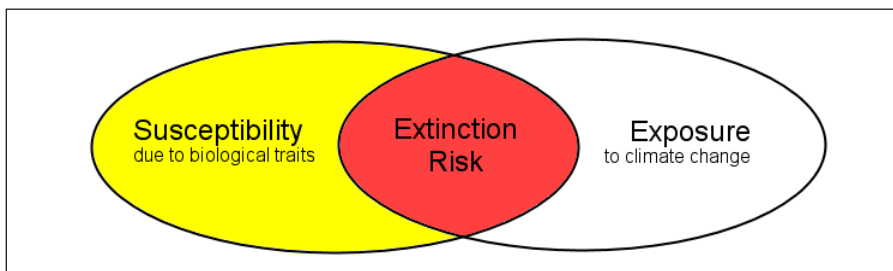 Susceptibility
due to biological traits
Extinction
Risk
Exposure
to climate change